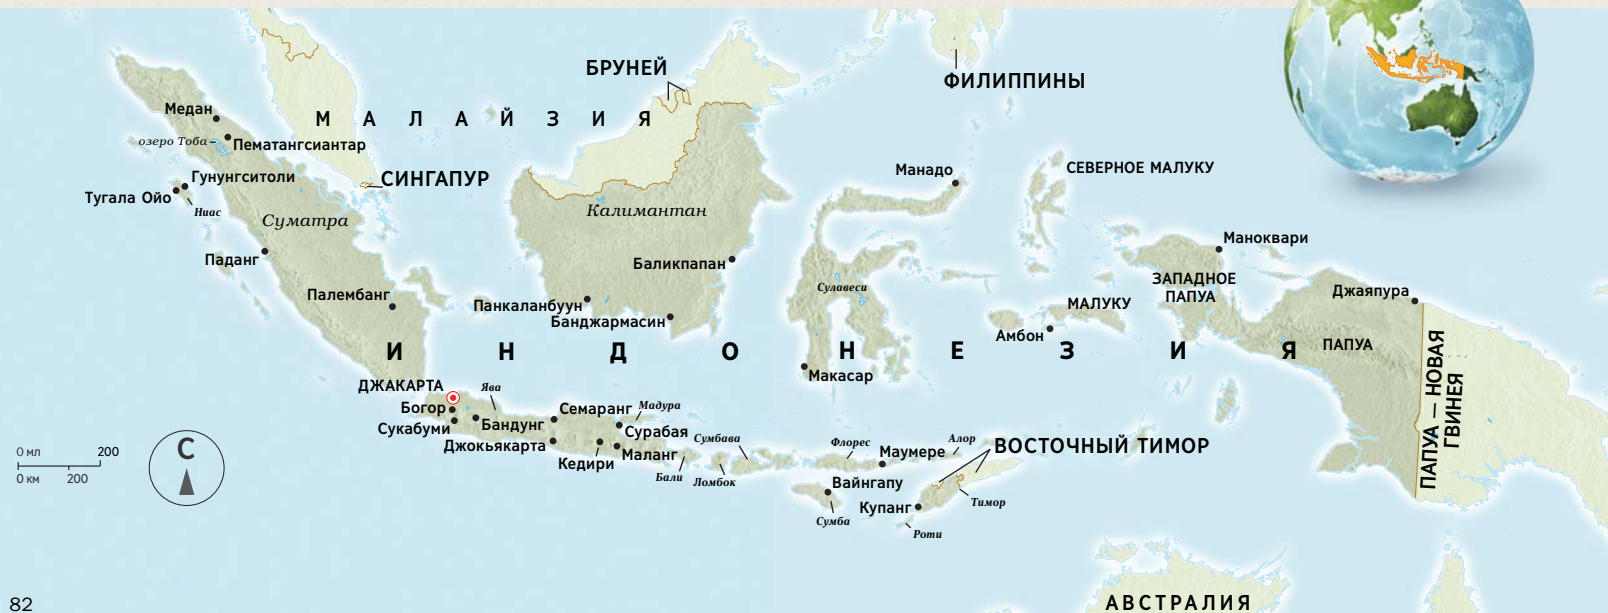 БРУНЕЙ
ФИЛИППИНЫ
Медан
МАЛАЙЗИЯ
озеро Тоба
Пематангсиантар
СЕВЕРНОЕ МАЛУКУ
Манадо
Гунунгситоли
СИНГАПУР
Тугала Ойо
Ниас
Суматра
Калимантан
Маноквари
Паданг
Баликпапан
ЗАПАДНОЕ
ПАПУА
Сулавеси
Джаяпура
Палембанг
Панкаланбуун
МАЛУКУ
Банджармасин
Амбон
ПАПУА
ИНДОНЕЗИЯ
ПАПУА — НОВАЯ
ГВИНЕЯ
Макасар
ДЖАКАРТА
Ява
Богор
Семаранг
Мадура
Сукабуми
Бандунг
Сурабая
Джокьякарта
Сумбава
Флорес
Алор
ВОСТОЧНЫЙ ТИМОР
Маланг
Маумере
Кедири
Бали
Ломбок
Вайнгапу
Сумба
Купанг
Тимор
Роти
0 мл 200
0 км 200
С
АВСТРАЛИЯ
82